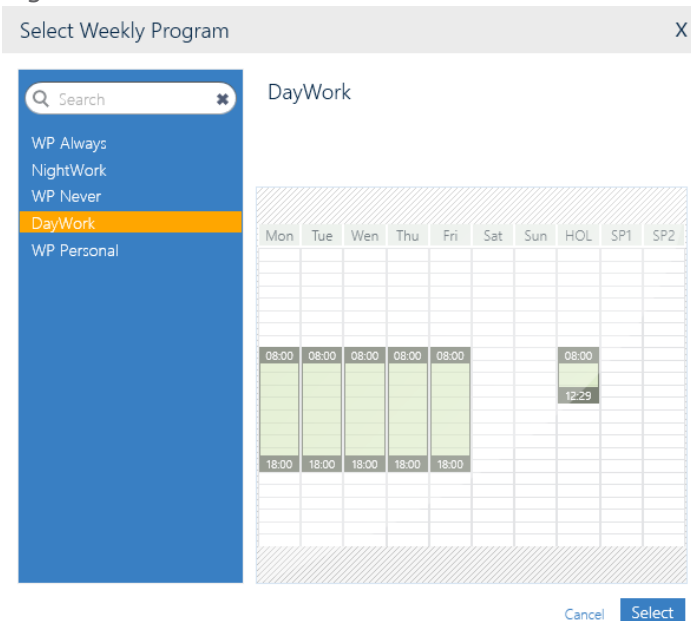 Select Weekly Program X
Search
DayWork
WP Always
NightWork
WP Never
DayWork
WP Personal
Mon Tue Wen Thu Fri Sat Sun HOL SP1 SP2
08:00 08:00 08:00 08:00 08:00 08:00
12:29
18:00 18:00 18:00 18:00 18:00
Cancel Select